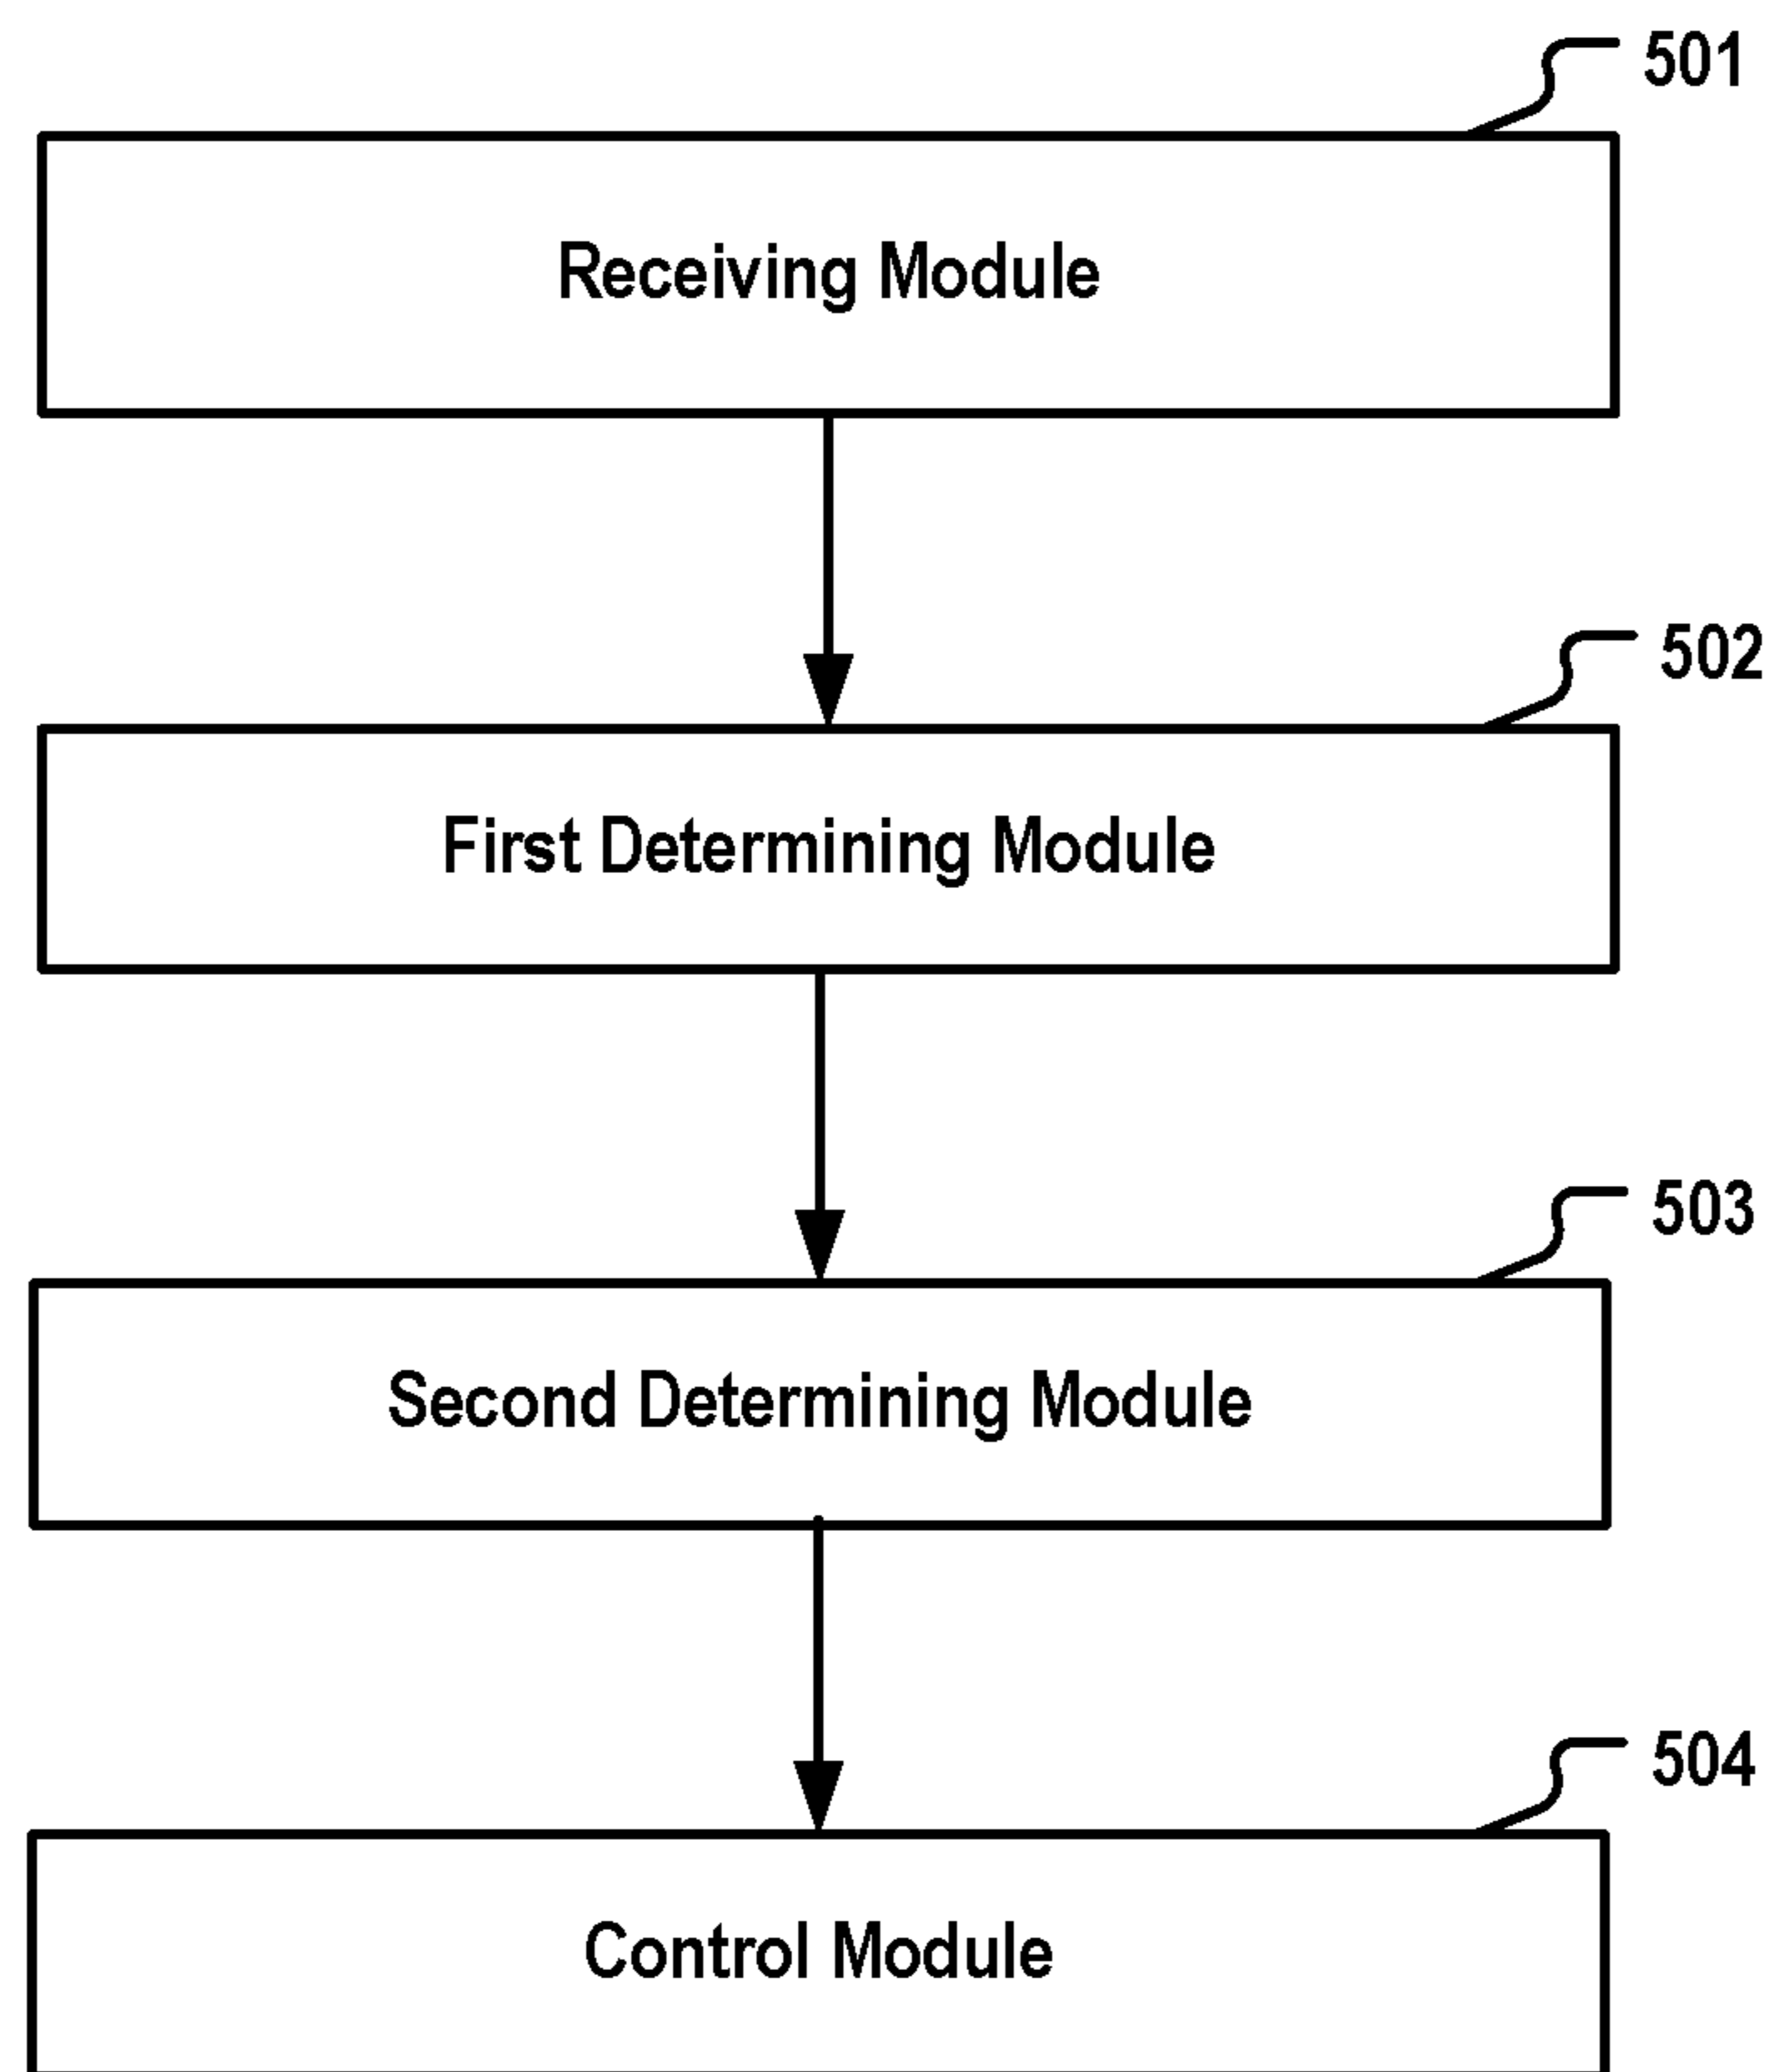 501
Receiving Module
502
First Determining Module
503
Second Determining Module
504
Control Module